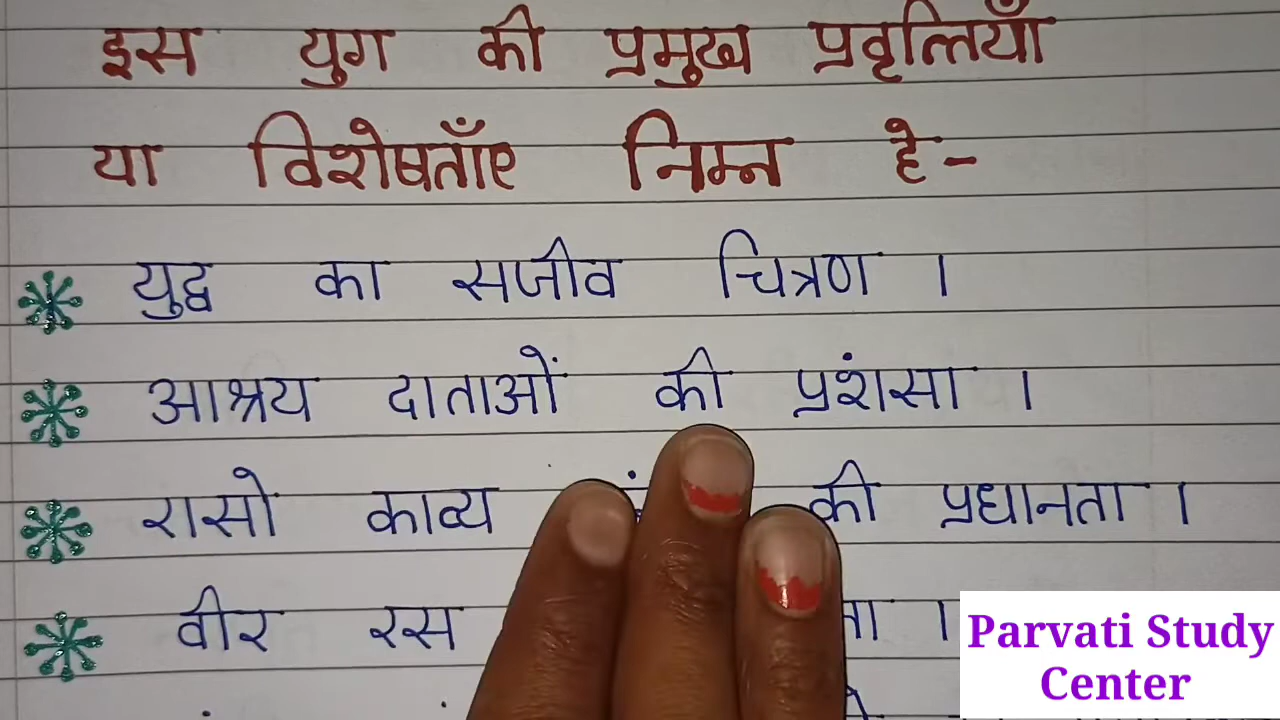 इस युग की प्रमुख प्रवृत्तियाँ
या विशेषताँए निम्न है-
युद्ध का सजीव चित्रण ।
आश्रय दाताओं की प्रशंसा ।
रासो काव्य की प्रधानता ।
वीर रस ।
Parvati Study
Center